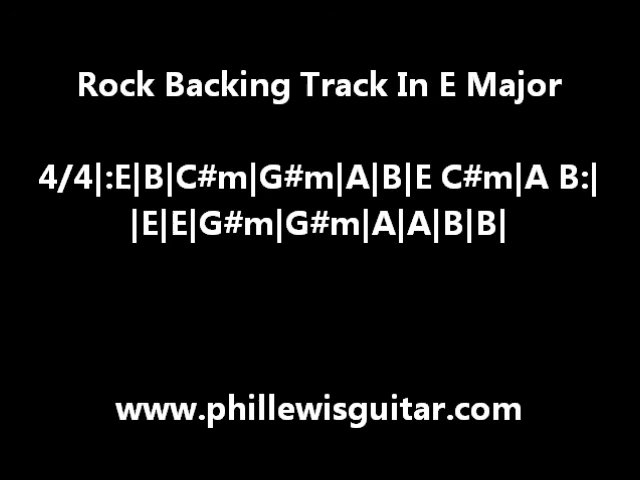 Rock Backing Track In E Major
4/4|:E|B|C#m|G#m|A|B|E C#m|A B:|
|E|E|G#m|G#m|A|A|B|B|
www.phillewisguitar.com